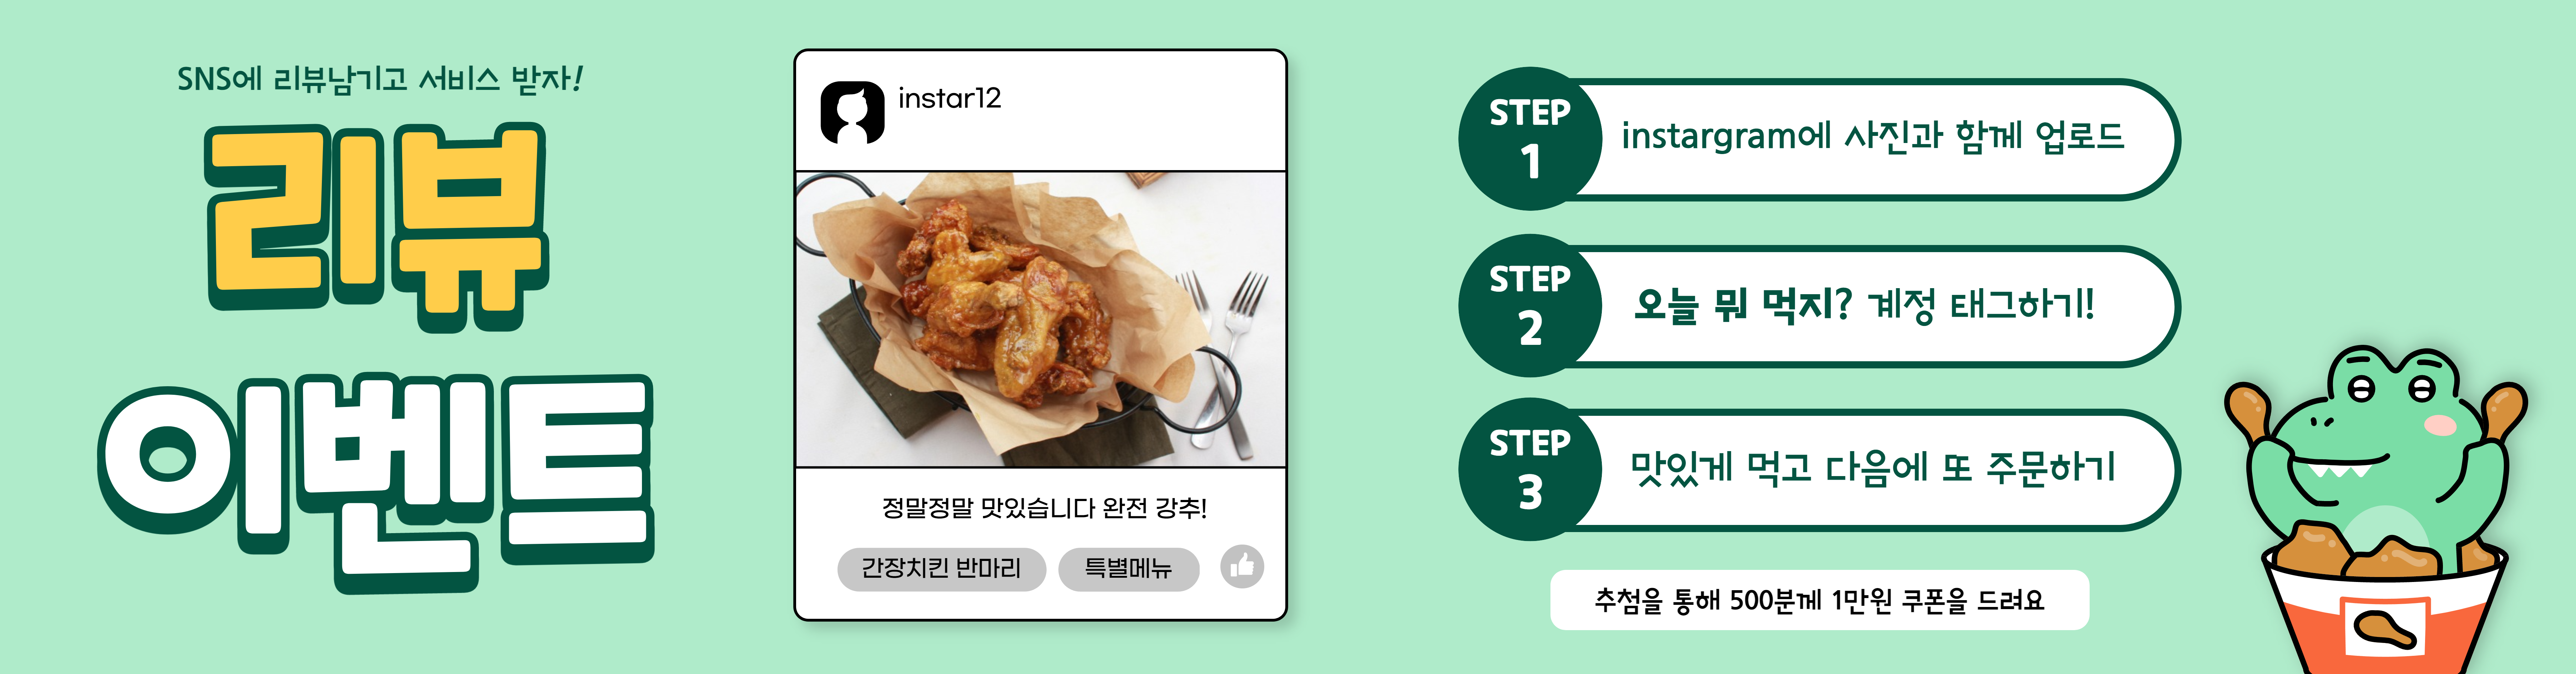 SNS에 리뷰남기고 서비스 받자!
리뷰
이벤트
instar12
정말정말 맛있습니다 완전 강추!
간장치킨 반마리
특별메뉴
STEP
1
instargram에 사진과 함께 업로드
STEP
2
오늘 뭐 먹지? 계정 태그하기!
STEP
3
맛있게 먹고 다음에 또 주문하기
추첨을 통해 500분께 1만원 쿠폰을 드려요